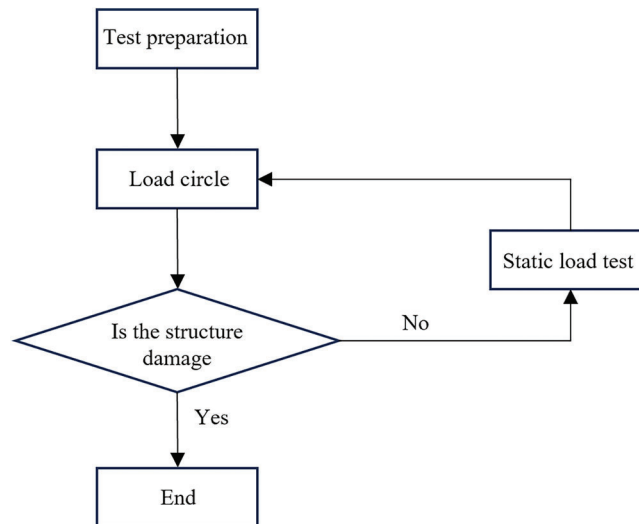 Test preparation
Load circle
Static load test
Is the structure
damage
No
Yes
End